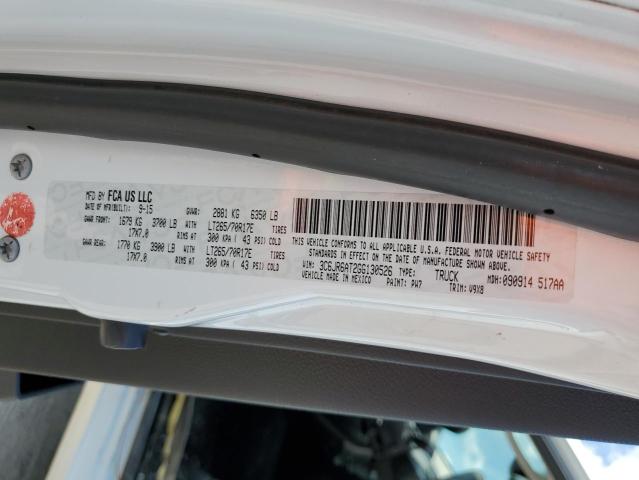 MFD BY FCA US LLC
DATE OF MFR(BUILT): 9-15 GVWR: 2881 KG 6350 LB
GAWR FRONT: 1679 KG 3700 LB WITH LT265/70R17E TIRES
17X7.0 RIMS AT 300 KPA ( 43 PSI) COLD
GAWR REAR: 1770 KG 3900 LB WITH LT265/70R17E TIRES
17X7.0 RIMS AT 300 KPA ( 43 PSI) COLD
THIS VEHICLE CONFORMS TO ALL APPLICABLE U.S.A. FEDERAL MOTOR VEHICLE SAFETY
STANDARDS IN EFFECT ON THE DATE OF MANUFACTURE SHOWN ABOVE.
VIN: 3C6JR6AT2GG130526 TYPE: TRUCK MDH: 090914 517AA
VEHICLE MADE IN MEXICO PAINT: PW7 TRIM: V9X8